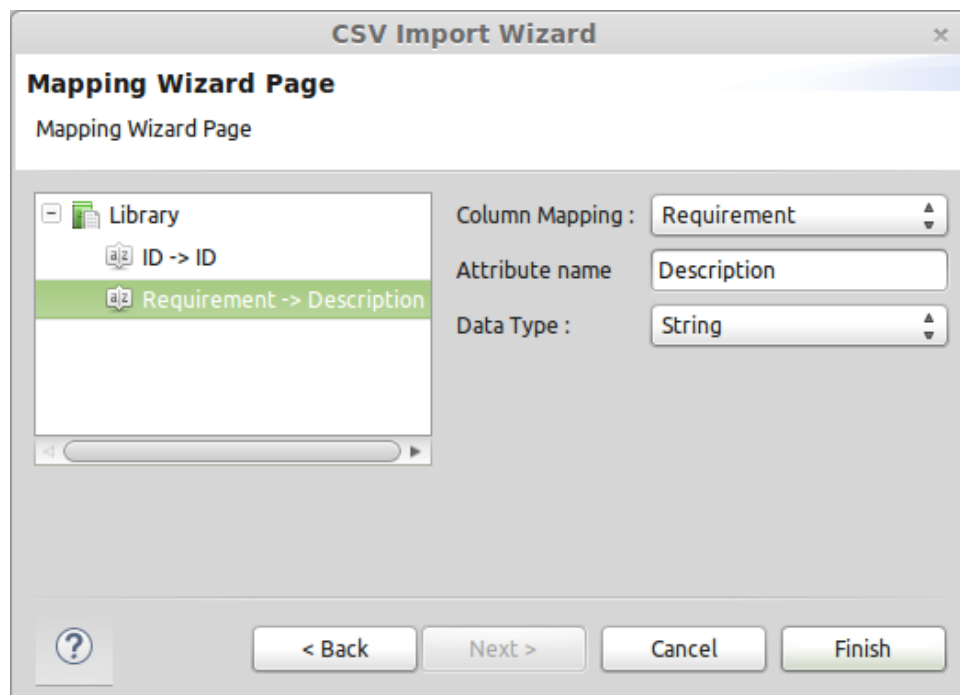 CSV Import Wizard
Mapping Wizard Page
Mapping Wizard Page
Library
ID -> ID
Requirement -> Description
Column Mapping : Requirement
Attribute name Description
Data Type : String
? < Back Next > Cancel Finish